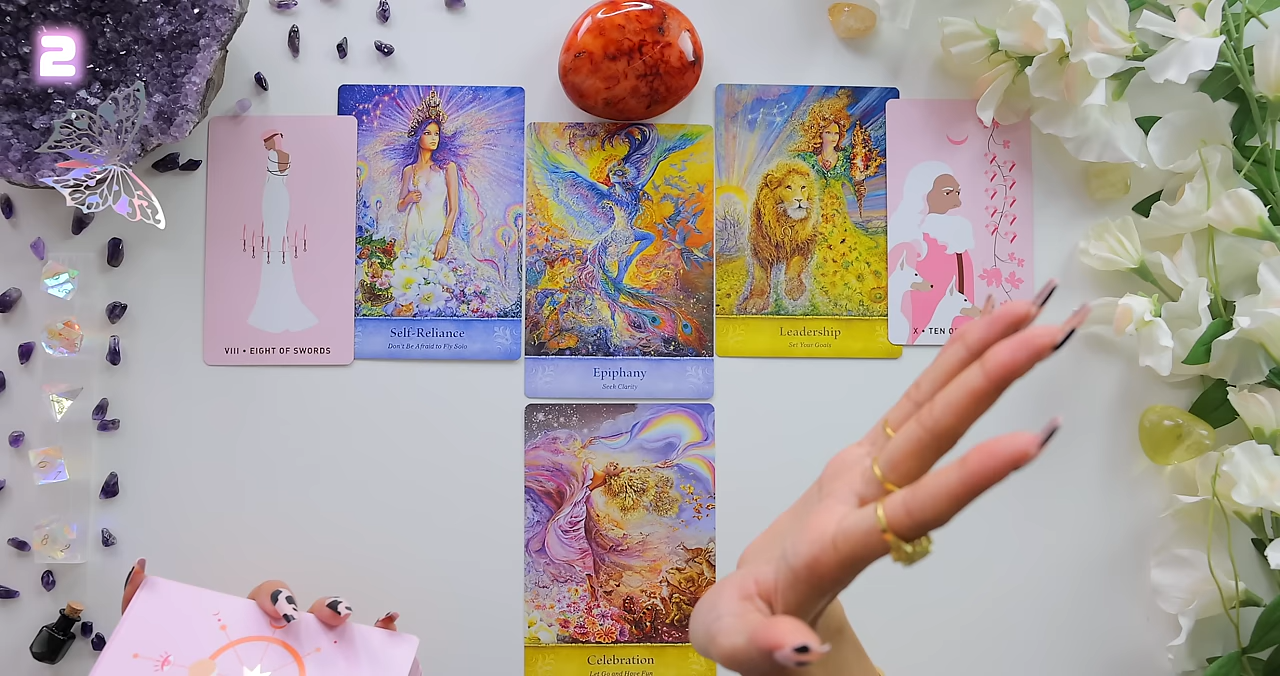 2
VIII • EIGHT OF SWORDS
Self-Reliance
Don't Be Afraid to Fly Solo
Epiphany
Seek Clarity
Leadership
Set Your Goals
X • TEN O
Celebration
Let Go and Have Fun